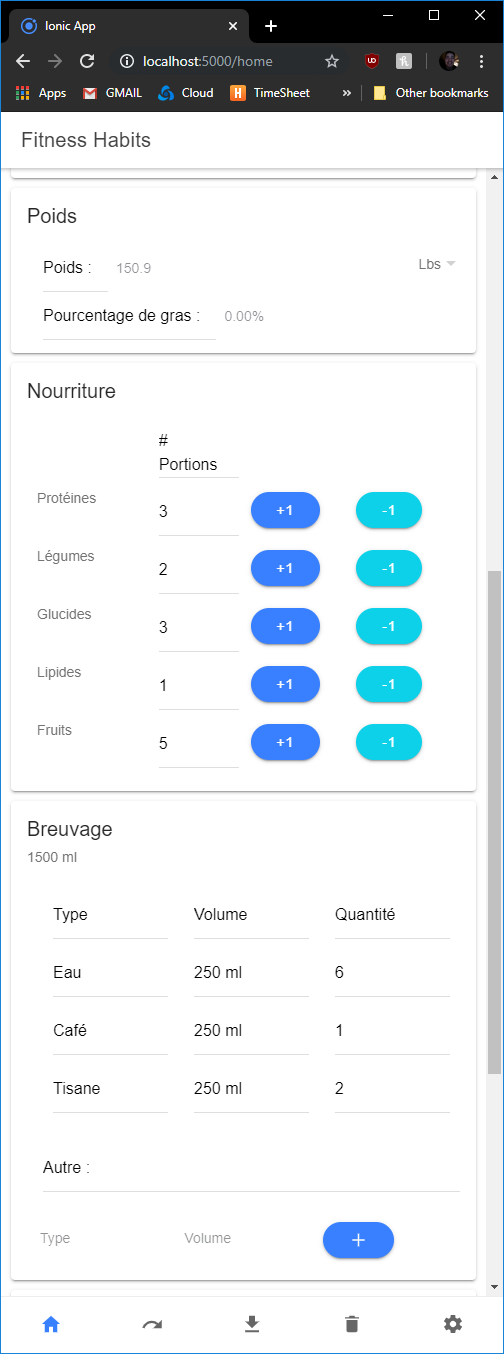 Ionic App
localhost:5000/home
Apps GMAIL Cloud H TimeSheet » Other bookmarks
Fitness Habits
Poids
Poids : 150.9 Lbs
Pourcentage de gras : 0.00%
Nourriture
#
Portions
Protéines 3 +1 -1
Légumes 2 +1 -1
Glucides 3 +1 -1
Lipides 1 +1 -1
Fruits 5 +1 -1
Breuvage
1500 ml
Type Volume Quantité
Eau 250 ml 6
Café 250 ml 1
Tisane 250 ml 2
Autre :
Type Volume +